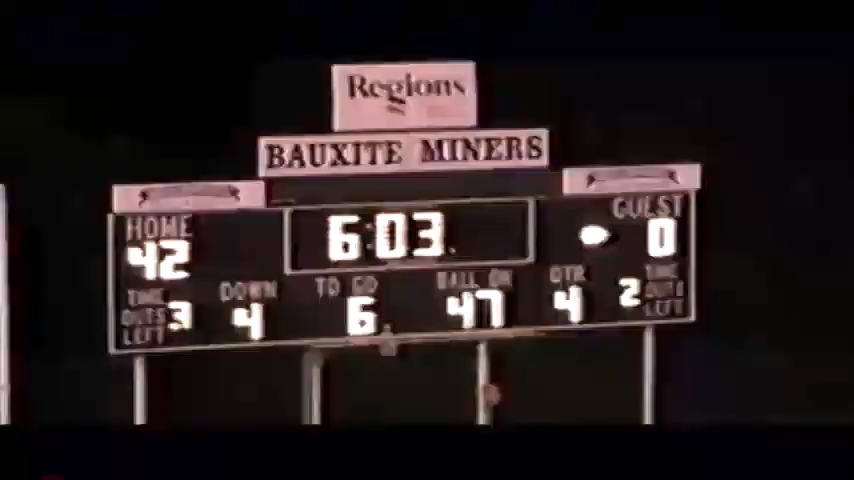 Regions
BAUXITE MINERS
HOME
42
6:03
GUEST
0
TIME
OUTS
LEFT
3
DOWN
4
TO GO
6
BALL ON
47
QTR
4
2
TIME
OUTS
LEFT